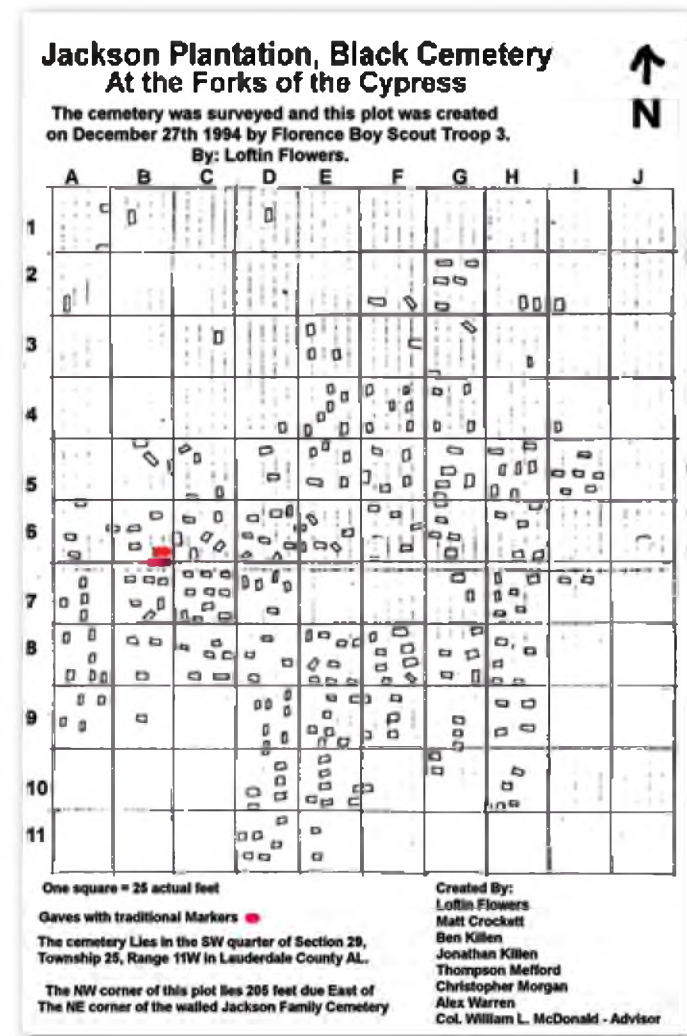 Jackson Plantation, Black Cemetery
At the Forks of the Cypress
N
The cemetery was surveyed and this plot was created
on December 27th 1994 by Florence Boy Scout Troop 3.
By: Loftin Flowers.
A B C D E F G H I J
1
2
3
4
5
6
7
8
9
10
11
One square = 25 actual feet
Gaves with traditional Markers
The cemetery Lies in the SW quarter of Section 29,
Township 25, Range 11W in Lauderdale County AL.
The NW corner of this plot lies 205 feet due East of
The NE corner of the walled Jackson Family Cemetery
Created By:
Loftin Flowers
Matt Crockett
Ben Killen
Jonathan Killen
Thompson Mefford
Christopher Morgan
Alex Warren
Col. William L. McDonald - Advisor